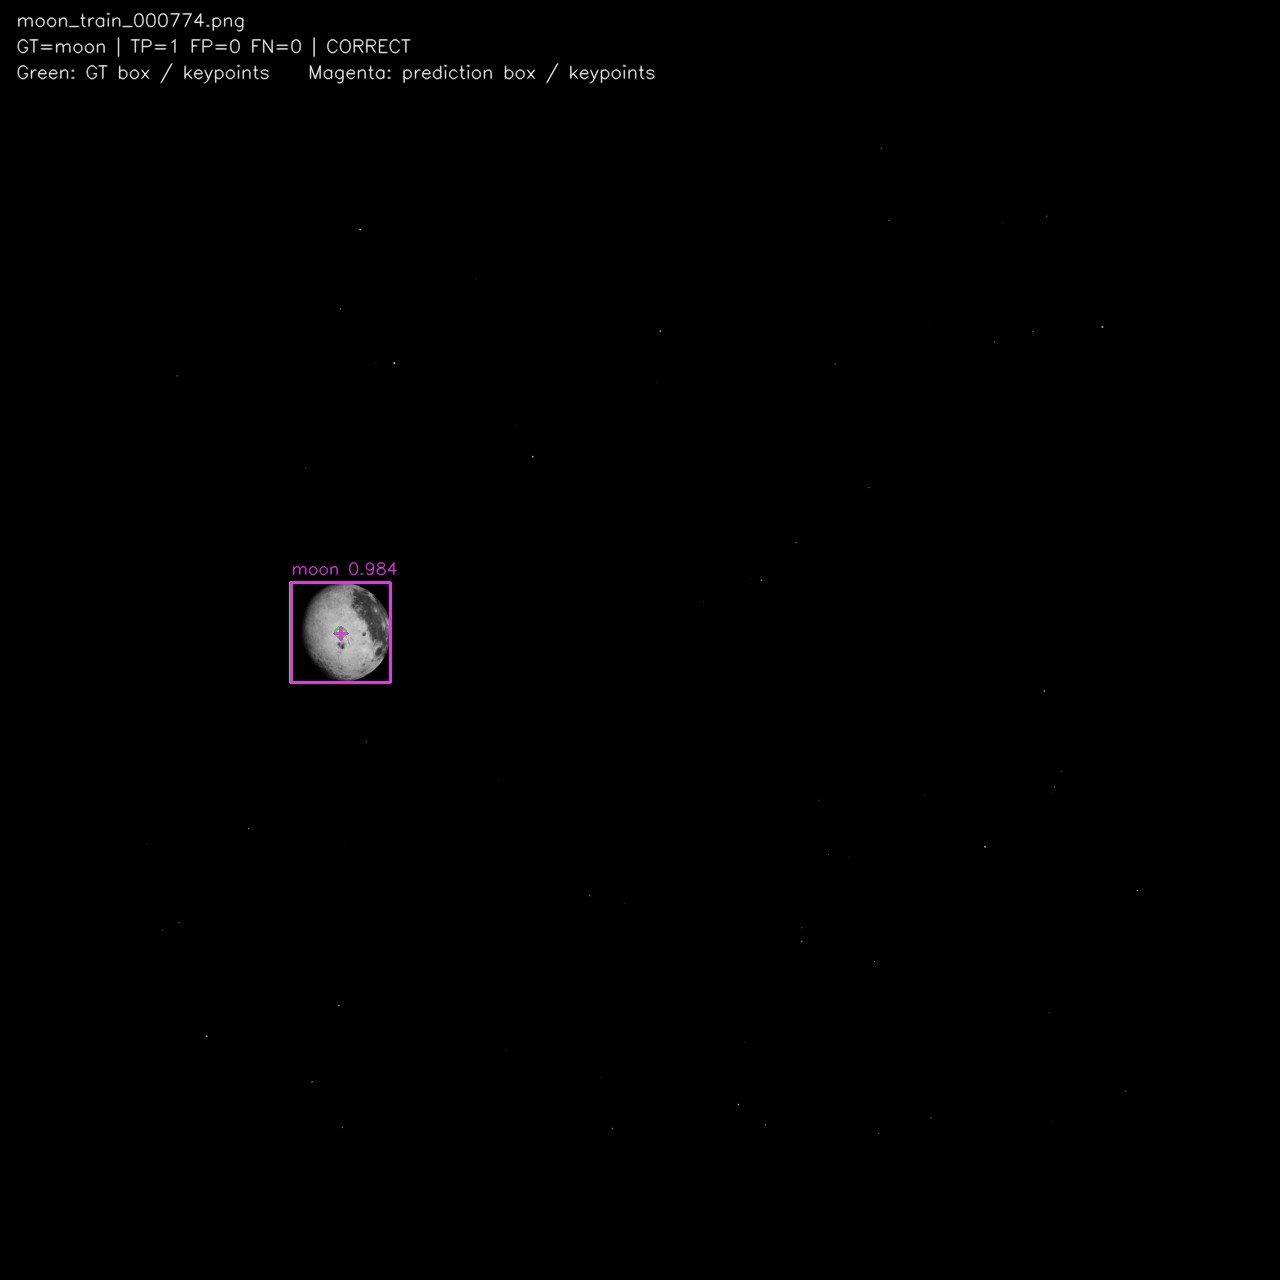 moon_train_000774.png
GT=moon | TP=1 FP=0 FN=0 | CORRECT
Green: GT box / keypoints    Magenta: prediction box / keypoints
moon 0.984